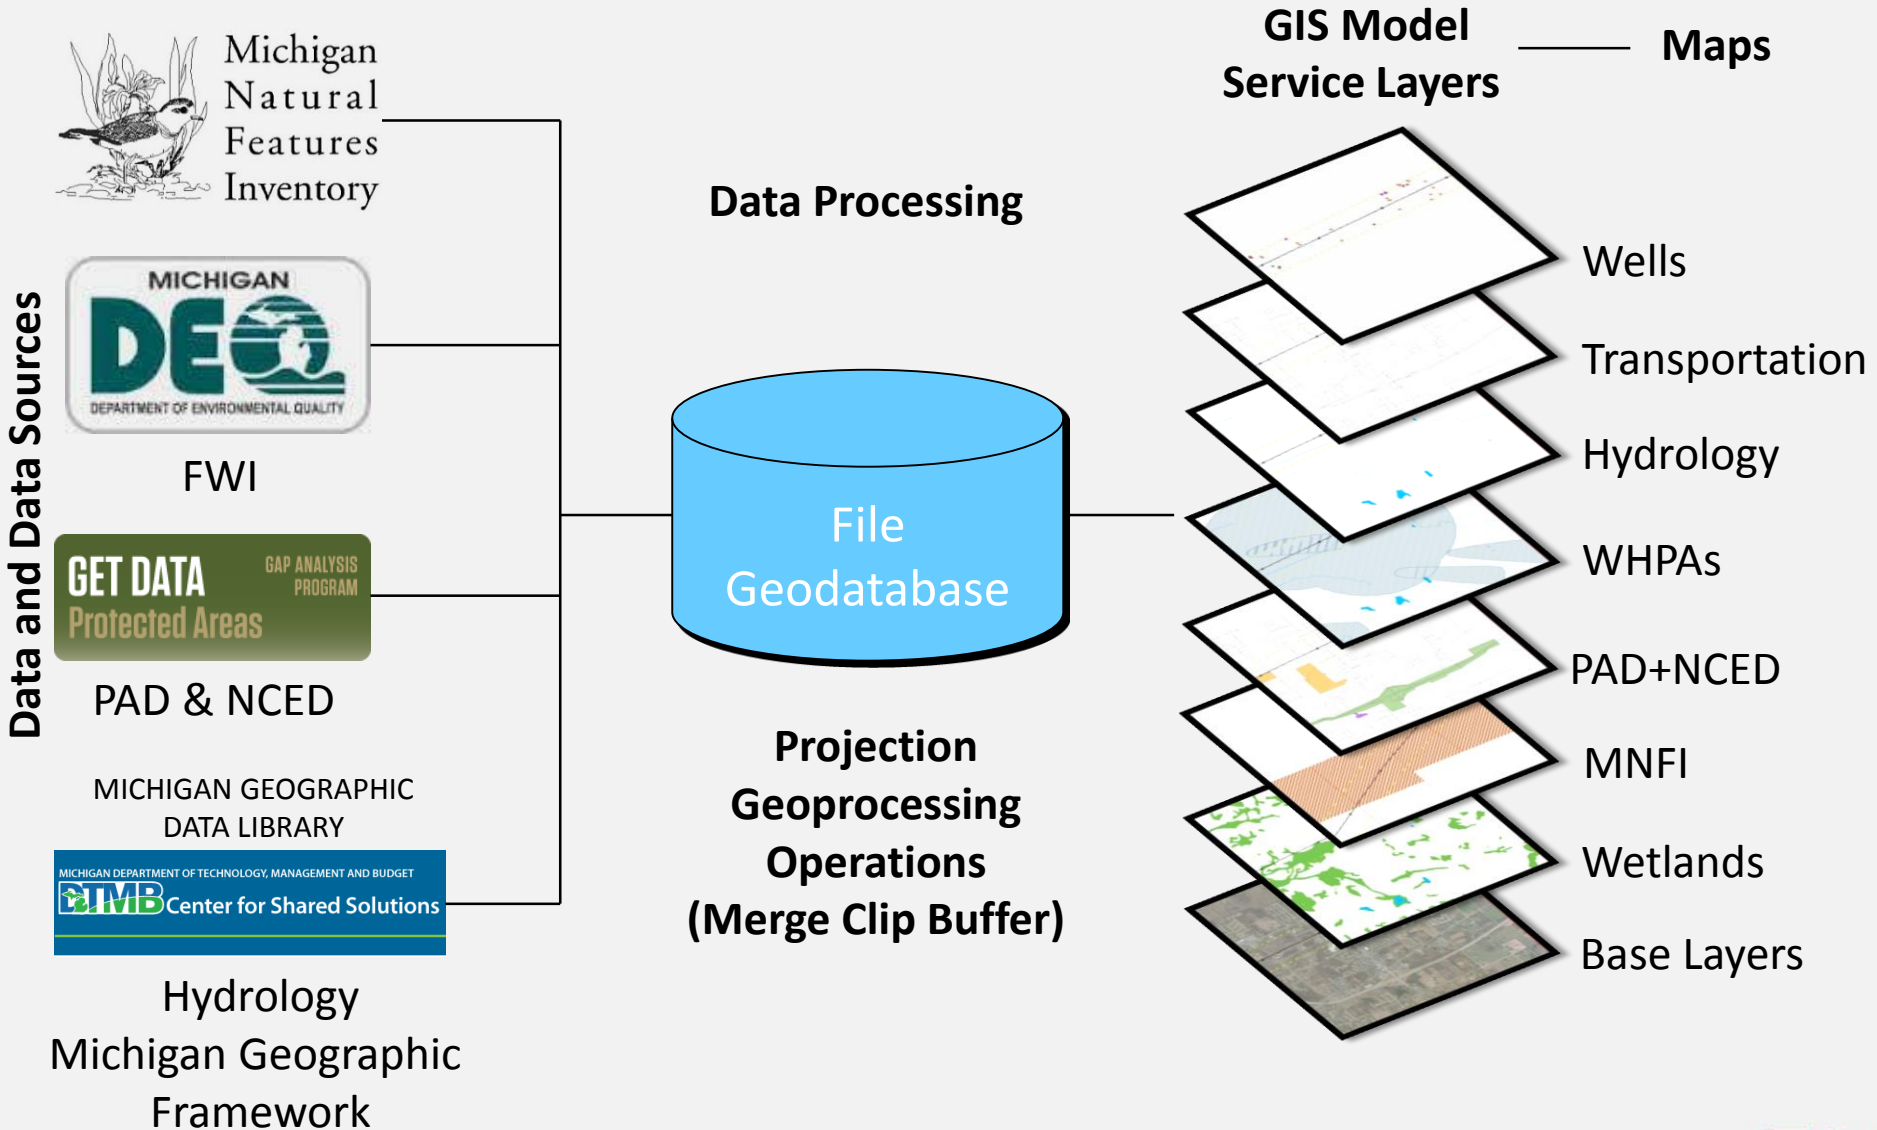 Data and Data Sources
Michigan
Natural
Features
Inventory
MICHIGAN
DEQ
DEPARTMENT OF ENVIRONMENTAL QUALITY
FWI
GET DATA
Protected Areas
GAP ANALYSIS
PROGRAM
PAD & NCED
MICHIGAN GEOGRAPHIC
DATA LIBRARY
MICHIGAN DEPARTMENT OF TECHNOLOGY, MANAGEMENT AND BUDGET
DTMB Center for Shared Solutions
Hydrology
Michigan Geographic
Framework
Data Processing
File
Geodatabase
Projection
Geoprocessing
Operations
(Merge Clip Buffer)
GIS Model
Service Layers
Maps
Wells
Transportation
Hydrology
WHPAs
PAD+NCED
MNFI
Wetlands
Base Layers